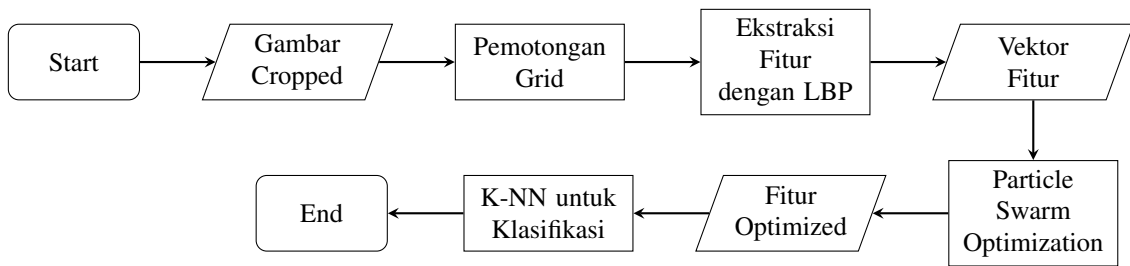 Start
Gambar
Cropped
Pemotongan
Grid
Ekstraksi
Fitur
dengan LBP
Vektor
Fitur
Particle
Swarm
Optimization
Fitur
Optimized
K-NN untuk
Klasifikasi
End